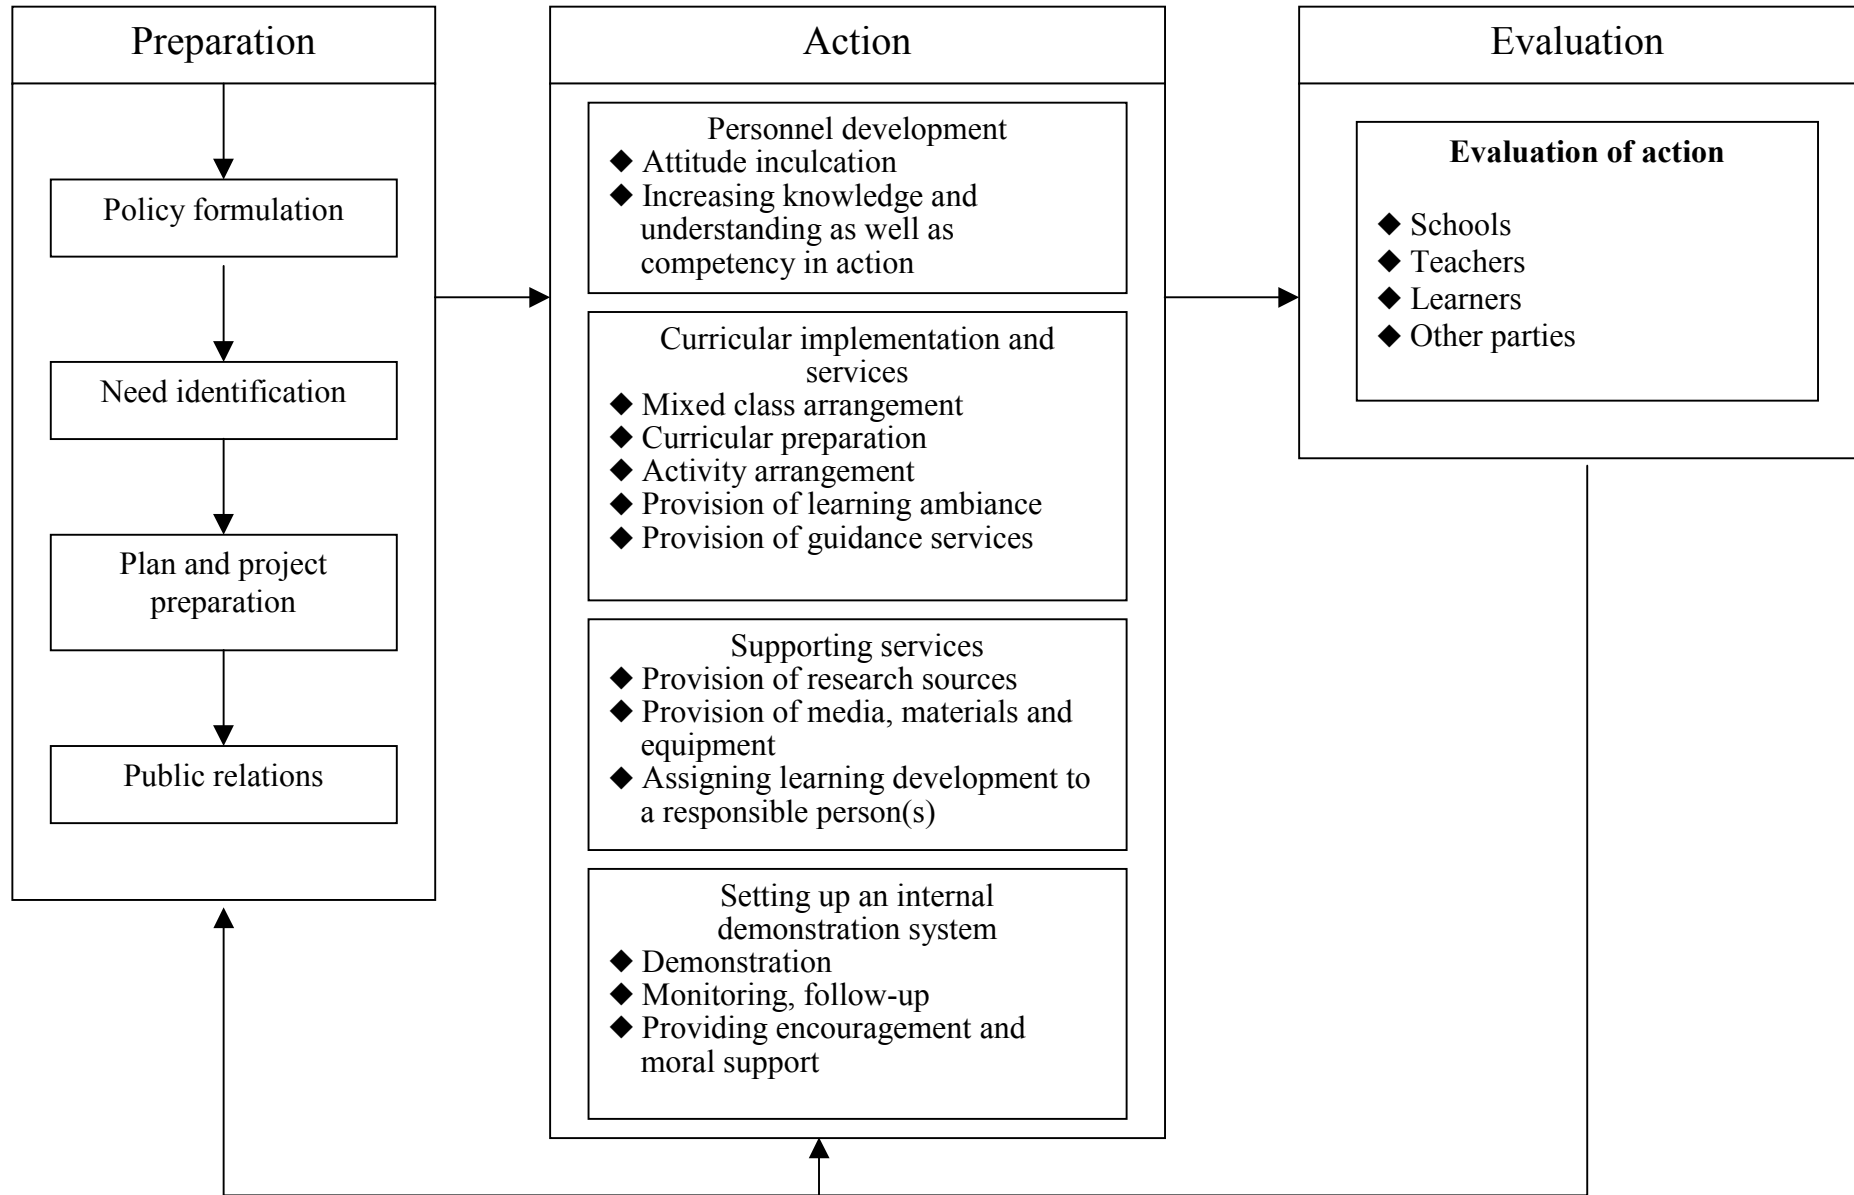 Preparation
Policy formulation
Need identification
Plan and project
preparation
Public relations
Action
Personnel development
◆ Attitude inculcation
◆ Increasing knowledge and
understanding as well as
competency in action
Curricular implementation and
services
◆ Mixed class arrangement
◆ Curricular preparation
◆ Activity arrangement
◆ Provision of learning ambiance
◆ Provision of guidance services
Supporting services
◆ Provision of research sources
◆ Provision of media, materials and
equipment
◆ Assigning learning development to
a responsible person(s)
Setting up an internal
demonstration system
◆ Demonstration
◆ Monitoring, follow-up
◆ Providing encouragement and
moral support
Evaluation
Evaluation of action
◆ Schools
◆ Teachers
◆ Learners
◆ Other parties